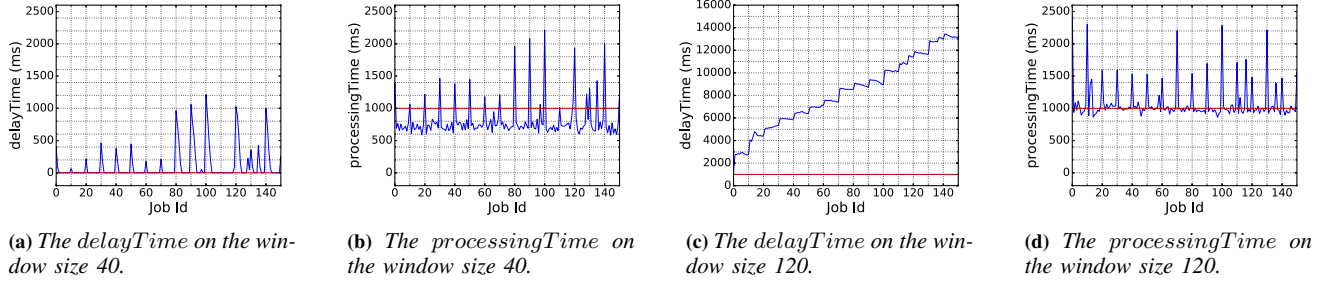 2500
2000
1500
1000
500
0
delayTime (ms)
0 20 40 60 80 100 120 140
Job Id
(a) The delayTime on the win-
dow size 40.
2500
2000
1500
1000
500
0
processingTime (ms)
0 20 40 60 80 100 120 140
Job Id
(b) The processingTime on
the window size 40.
16000
14000
12000
10000
8000
6000
4000
2000
0
delayTime (ms)
0 20 40 60 80 100 120 140
Job Id
(c) The delayTime on the win-
dow size 120.
2500
2000
1500
1000
500
0
processingTime (ms)
0 20 40 60 80 100 120 140
Job Id
(d) The processingTime on
the window size 120.